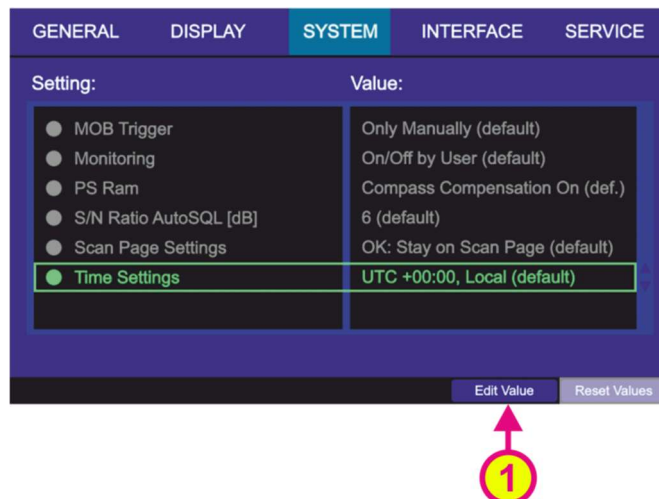 GENERAL DISPLAY SYSTEM INTERFACE SERVICE
Setting: Value:
MOB Trigger Only Manually (default)
Monitoring On/Off by User (default)
PS Ram Compass Compensation On (def.)
S/N Ratio AutoSQL [dB] 6 (default)
Scan Page Settings OK: Stay on Scan Page (default)
Time Settings UTC +00:00, Local (default)
Edit Value Reset Values
1